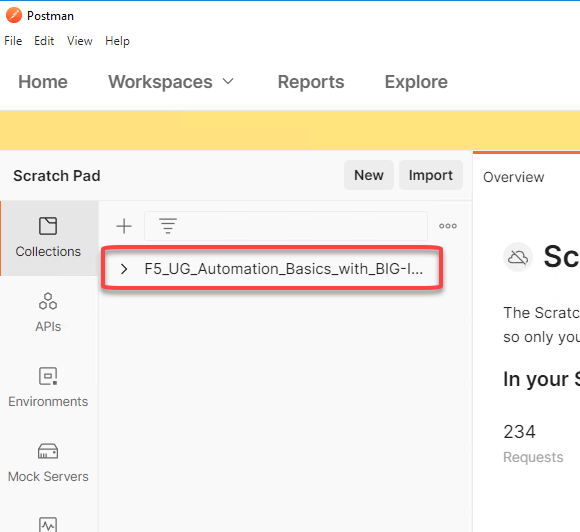 Postman
File Edit View Help
Home Workspaces Reports Explore
Scratch Pad New Import
Overview
Collections
F5_UG_Automation_Basics_with_BIG-I...
APIs
Environments
Mock Servers
Sc
The Scratc
so only you
In your S
234
Requests